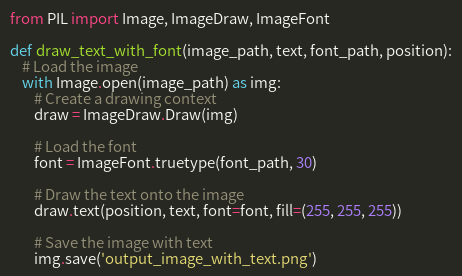 from PIL import Image, ImageDraw, ImageFont

def draw_text_with_font(image_path, text, font_path, position):
    # Load the image
    with Image.open(image_path) as img:
        # Create a drawing context
        draw = ImageDraw.Draw(img)

        # Load the font
        font = ImageFont.truetype(font_path, 30)

        # Draw the text onto the image
        draw.text(position, text, font=font, fill=(255, 255, 255))

        # Save the image with text
        img.save('output_image_with_text.png')